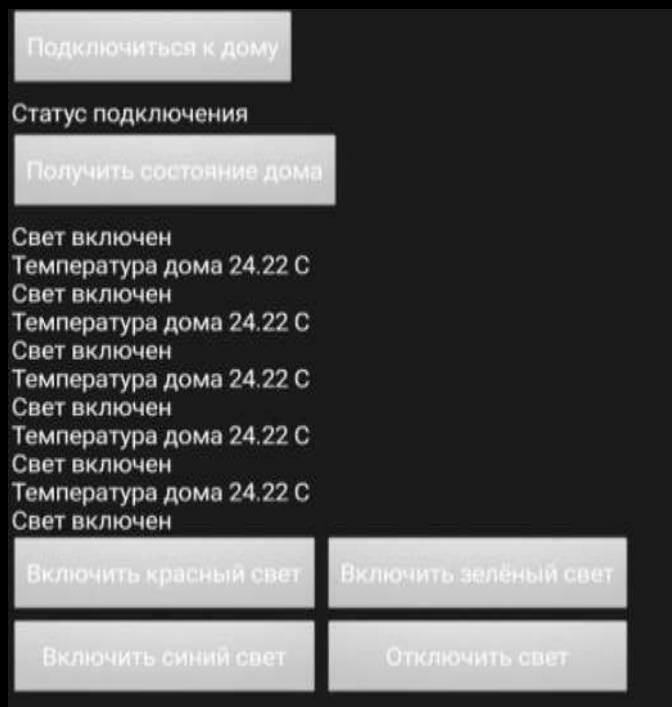 Подключиться к дому
Статус подключения
Получить состояние дома
Свет включен
Температура дома 24.22 C
Свет включен
Температура дома 24.22 C
Свет включен
Температура дома 24.22 C
Свет включен
Температура дома 24.22 C
Свет включен
Температура дома 24.22 C
Свет включен
Включить красный свет Включить зелёный свет
Включить синий свет Отключить свет